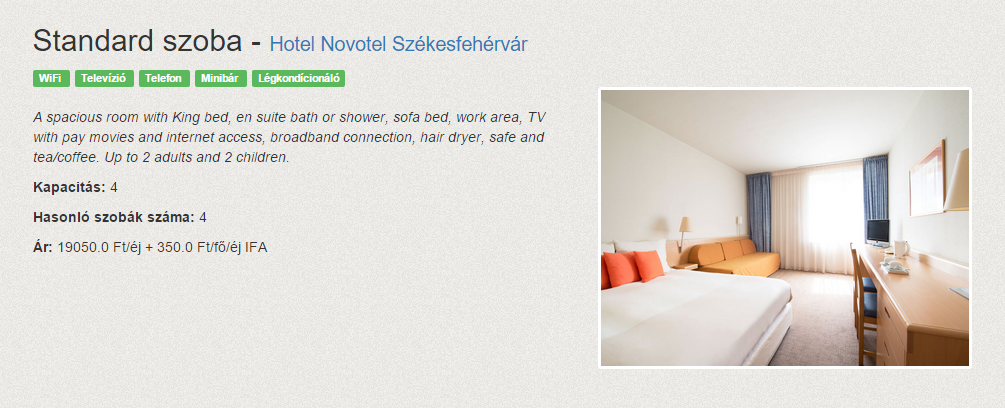 Standard szoba - Hotel Novotel Székesfehérvár
WiFi Televízió Telefon Minibár Légkondícionáló
A spacious room with King bed, en suite bath or shower, sofa bed, work area, TV
with pay movies and internet access, broadband connection, hair dryer, safe and
tea/coffee. Up to 2 adults and 2 children.
Kapacitás: 4
Hasonló szobák száma: 4
Ár: 19050.0 Ft/éj + 350.0 Ft/fő/éj IFA